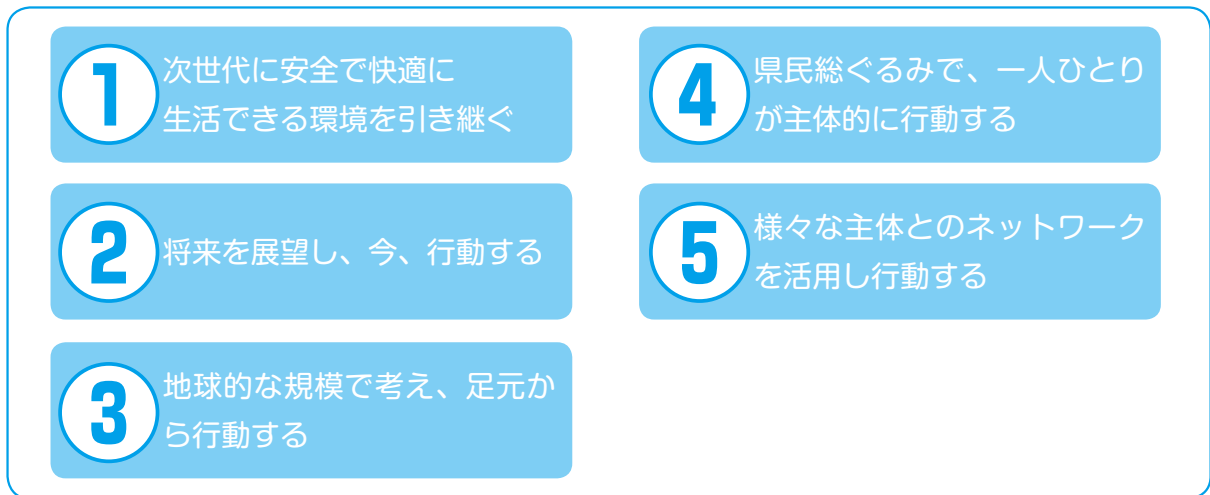 1
次世代に安全で快適に
生活できる環境を引き継ぐ
2
将来を展望し、今、行動する
3
地球的な規模で考え、足元か
ら行動する
4
県民総ぐるみで、一人ひとり
が主体的に行動する
5
様々な主体とのネットワーク
を活用し行動する